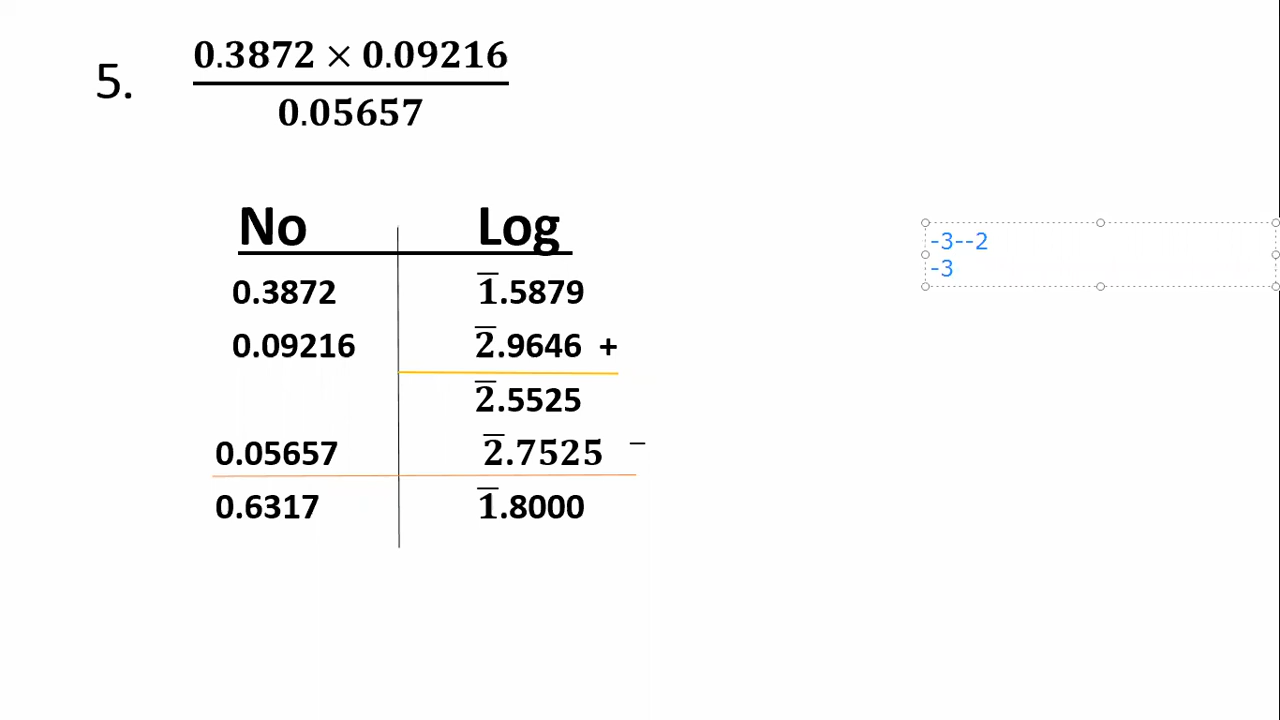 5. 0.3872 × 0.09216
0.05657
No Log
0.3872 1̅.5879
0.09216 2̅.9646 +
2̅.5525
0.05657 2̅.7525 −
0.6317 1̅.8000
-3--2
-3